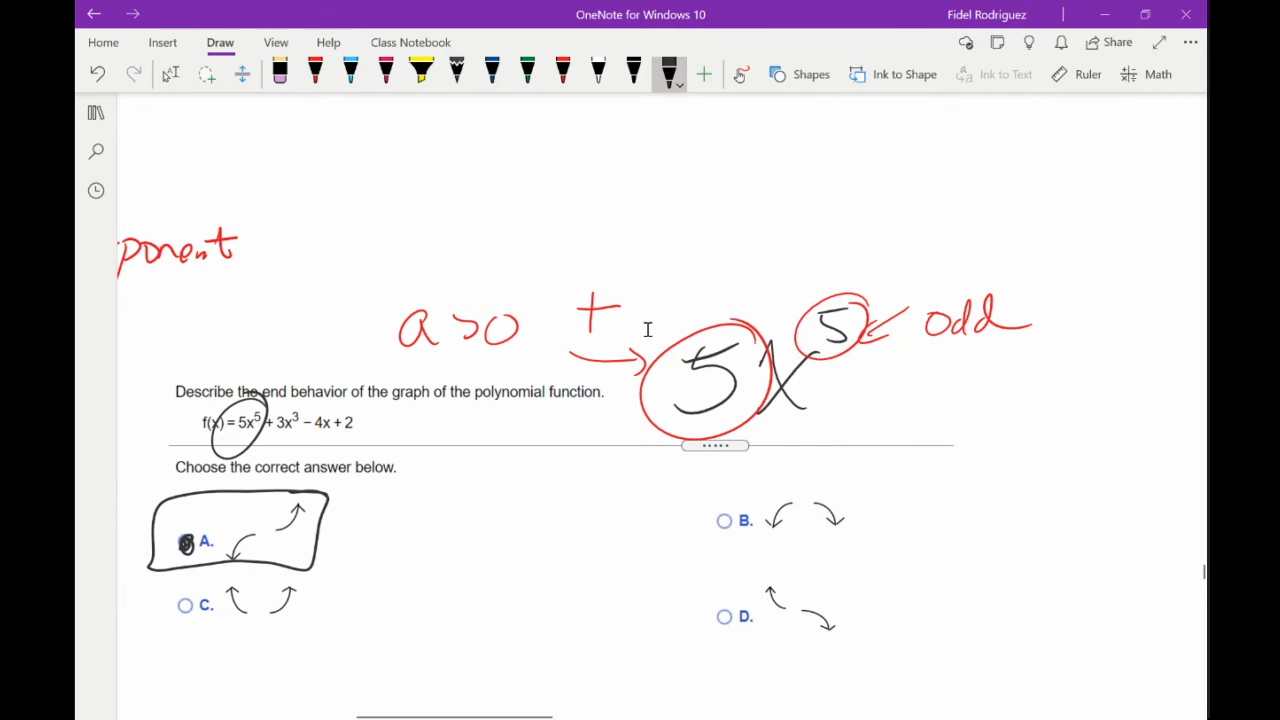 OneNote for Windows 10
Fidel Rodriguez
Home Insert Draw View Help Class Notebook
Share
Shapes Ink to Shape Ink to Text Ruler Math
ponent
a > 0 + 5x⁵ odd
Describe the end behavior of the graph of the polynomial function.
f(x) = 5x⁵ + 3x³ − 4x + 2
Choose the correct answer below.
A.
B.
C.
D.